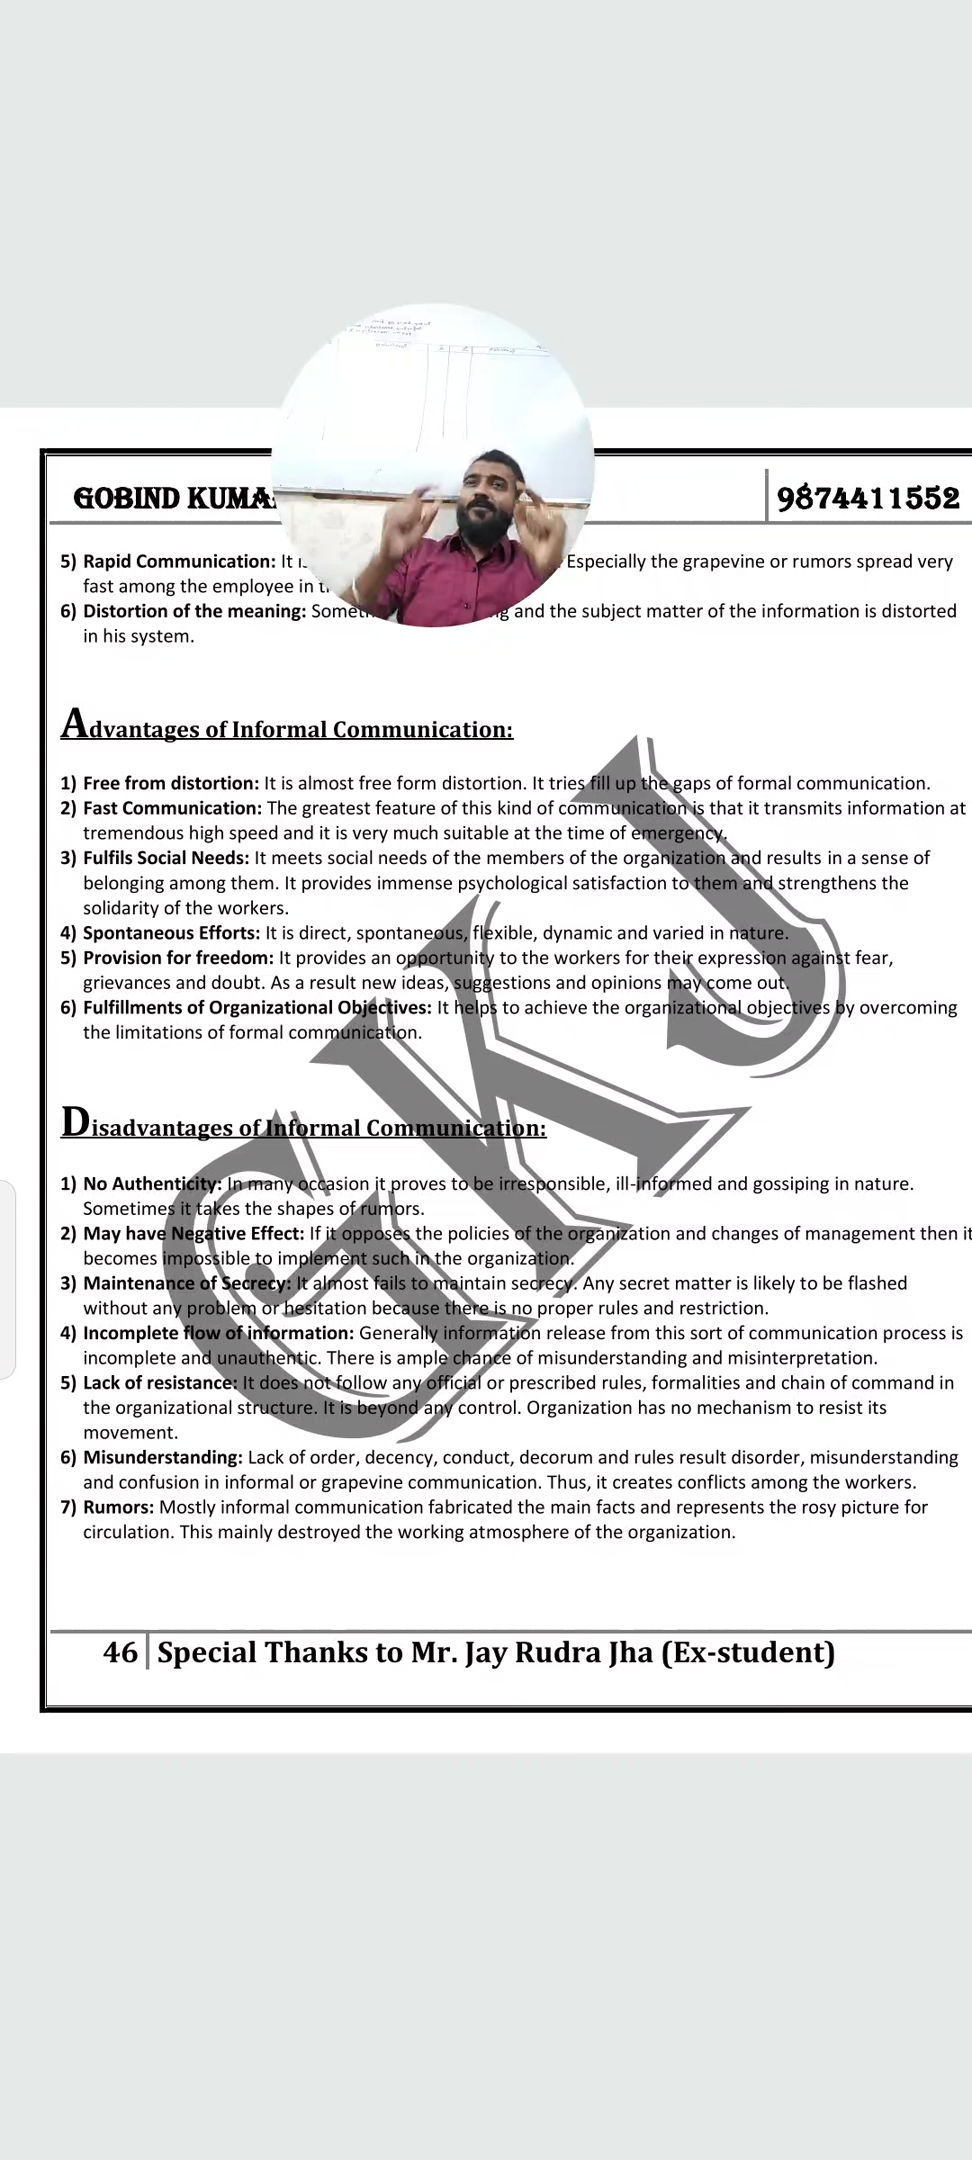 GOBIND KUMA
9874411552
5) Rapid Communication: It Especially the grapevine or rumors spread very
fast among the employee in
6) Distortion of the meaning: and the subject matter of the information is distorted
in his system.
Advantages of Informal Communication:
1) Free from distortion: It is almost free form distortion. It tries fill up the gaps of formal communication.
2) Fast Communication: The greatest feature of this kind of communication is that it transmits information at
tremendous high speed and it is very much suitable at the time of emergency.
3) Fulfils Social Needs: It meets social needs of the members of the organization and results in a sense of
belonging among them. It provides immense psychological satisfaction to them and strengthens the
solidarity of the workers.
4) Spontaneous Efforts: It is direct, spontaneous, flexible, dynamic and varied in nature.
5) Provision for freedom: It provides an opportunity to the workers for their expression against fear,
grievances and doubt. As a result new ideas, suggestions and opinions may come out.
6) Fulfillments of Organizational Objectives: It helps to achieve the organizational objectives by overcoming
the limitations of formal communication.
Disadvantages of Informal Communication:
1) No Authenticity: In many occasion it proves to be irresponsible, ill-informed and gossiping in nature.
Sometimes it takes the shapes of rumors.
2) May have Negative Effect: If it opposes the policies of the organization and changes of management then it
becomes impossible to implement such in the organization.
3) Maintenance of Secrecy: It almost fails to maintain secrecy. Any secret matter is likely to be flashed
without any problem or hesitation because there is no proper rules and restriction.
4) Incomplete flow of information: Generally information release from this sort of communication process is
incomplete and unauthentic. There is ample chance of misunderstanding and misinterpretation.
5) Lack of resistance: It does not follow any official or prescribed rules, formalities and chain of command in
the organizational structure. It is beyond any control. Organization has no mechanism to resist its
movement.
6) Misunderstanding: Lack of order, decency, conduct, decorum and rules result disorder, misunderstanding
and confusion in informal or grapevine communication. Thus, it creates conflicts among the workers.
7) Rumors: Mostly informal communication fabricated the main facts and represents the rosy picture for
circulation. This mainly destroyed the working atmosphere of the organization.
GKJ
46 Special Thanks to Mr. Jay Rudra Jha (Ex-student)